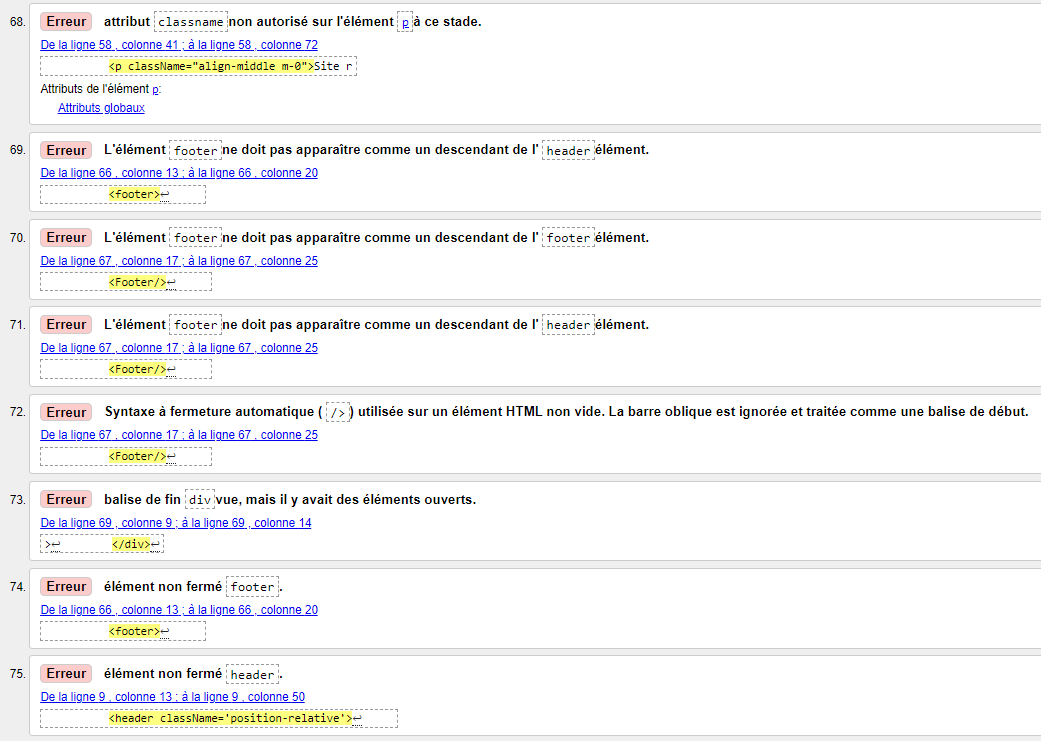 68. Erreur attribut classname non autorisé sur l'élément p à ce stade.
De la ligne 58 , colonne 41 ; à la ligne 58 , colonne 72
<p className="align-middle m-0">Site r
Attributs de l'élément p:
Attributs globaux
69. Erreur L'élément footer ne doit pas apparaître comme un descendant de l' header élément.
De la ligne 66 , colonne 13 ; à la ligne 66 , colonne 20
<footer>↩
70. Erreur L'élément footer ne doit pas apparaître comme un descendant de l' footer élément.
De la ligne 67 , colonne 17 ; à la ligne 67 , colonne 25
<Footer/>↩
71. Erreur L'élément footer ne doit pas apparaître comme un descendant de l' header élément.
De la ligne 67 , colonne 17 ; à la ligne 67 , colonne 25
<Footer/>↩
72. Erreur Syntaxe à fermeture automatique ( /> ) utilisée sur un élément HTML non vide. La barre oblique est ignorée et traitée comme une balise de début.
De la ligne 67 , colonne 17 ; à la ligne 67 , colonne 25
<Footer/>↩
73. Erreur balise de fin div vue, mais il y avait des éléments ouverts.
De la ligne 69 , colonne 9 ; à la ligne 69 , colonne 14
>↩ </div>↩
74. Erreur élément non fermé footer .
De la ligne 66 , colonne 13 ; à la ligne 66 , colonne 20
<footer>↩
75. Erreur élément non fermé header .
De la ligne 9 , colonne 13 ; à la ligne 9 , colonne 50
<header className='position-relative'>↩